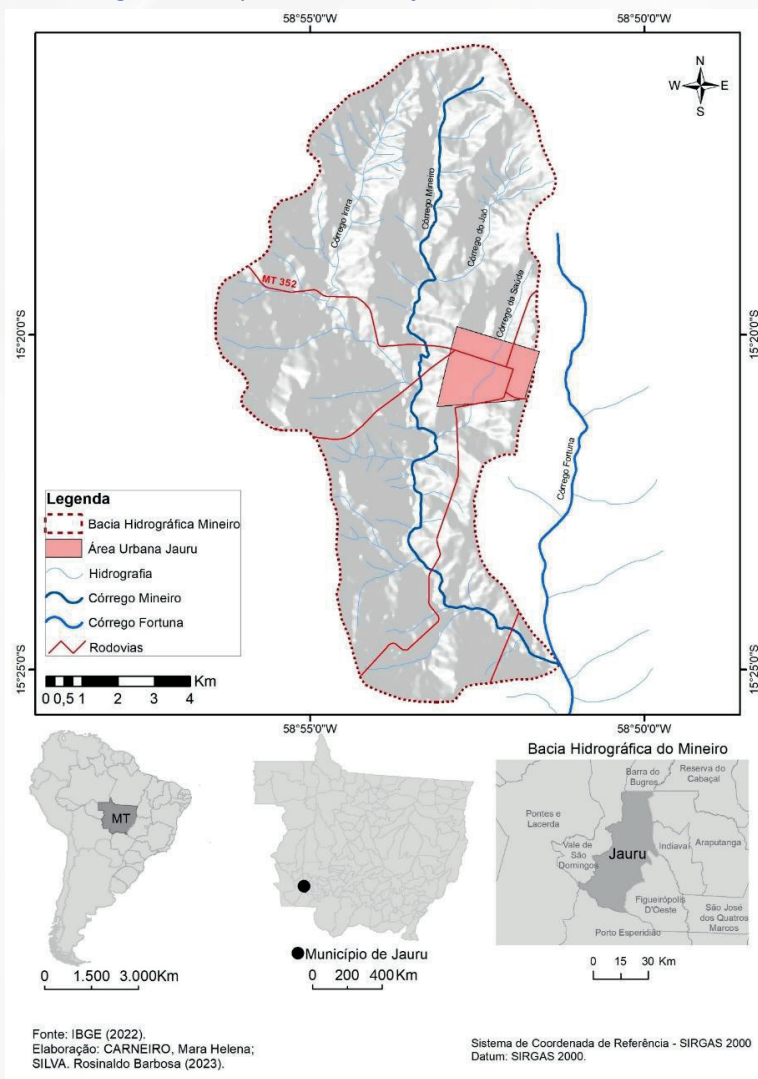 58°55'W
58°50'W
N
W
E
S
Córrego Irara
Córrego Mineiro
Córrego do Jaó
Córrego da Saúde
MT 352
15°20'0"S
15°20'0"S
Córrego Fortuna
Legenda
Bacia Hidrográfica Mineiro
Área Urbana Jauru
Hidrografia
Córrego Mineiro
Córrego Fortuna
Rodovias
Km
0 0,5 1 2 3 4
15°25'0"S
15°25'0"S
58°55'W
58°50'W
MT
0 1.500 3.000Km
Município de Jauru
0 200 400Km
Bacia Hidrográfica do Mineiro
Barra do
Bugres
Reserva do
Cabaçal
Pontes e
Lacerda
Vale de
São
Domingos
Jauru
Indiavaí
Araputanga
Figueirópolis
D'Oeste
São José
dos Quatros
Marcos
Porto Espendião
0 15 30 Km
Fonte: IBGE (2022).
Elaboração: CARNEIRO, Mara Helena;
SILVA. Rosinaldo Barbosa (2023).
Sistema de Coordenada de Referência - SIRGAS 2000
Datum: SIRGAS 2000.